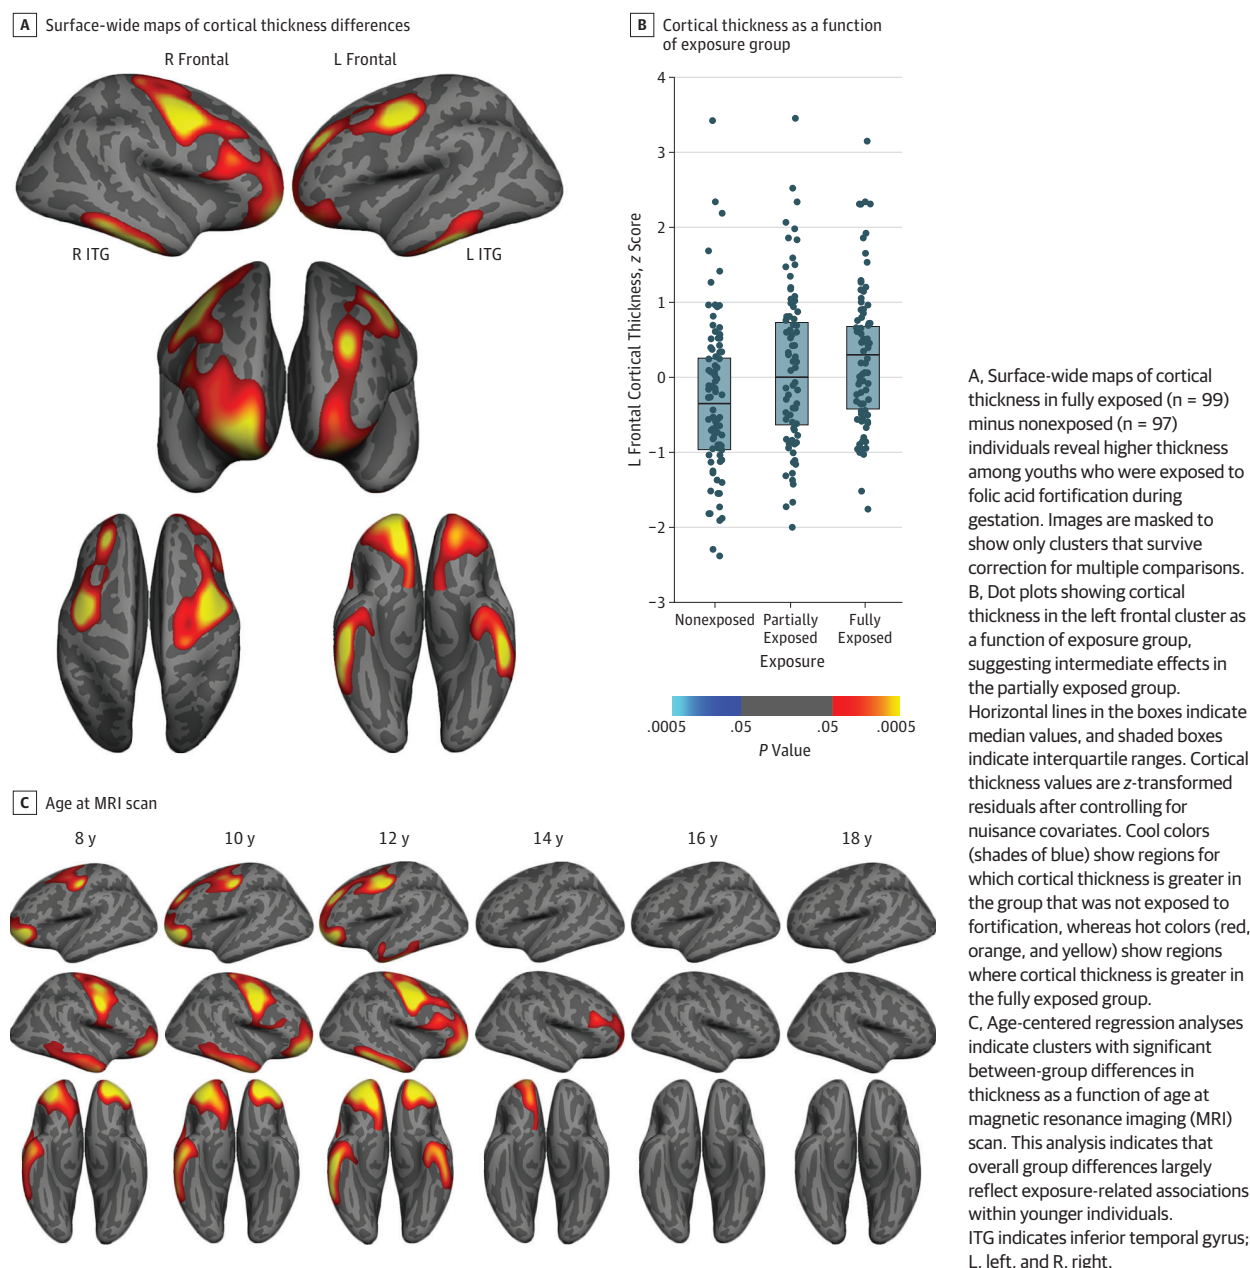 A Surface-wide maps of cortical thickness differences
R Frontal
L Frontal
R ITG
L ITG
B Cortical thickness as a function
of exposure group
4
3
2
1
0
−1
−2
−3
L Frontal Cortical Thickness, z Score
Nonexposed
Partially
Exposed
Fully
Exposed
Exposure
.0005
.05
.05
.0005
P Value
C Age at MRI scan
8 y
10 y
12 y
14 y
16 y
18 y
A, Surface-wide maps of cortical
thickness in fully exposed (n = 99)
minus nonexposed (n = 97)
individuals reveal higher thickness
among youths who were exposed to
folic acid fortification during
gestation. Images are masked to
show only clusters that survive
correction for multiple comparisons.
B, Dot plots showing cortical
thickness in the left frontal cluster as
a function of exposure group,
suggesting intermediate effects in
the partially exposed group.
Horizontal lines in the boxes indicate
median values, and shaded boxes
indicate interquartile ranges. Cortical
thickness values are z-transformed
residuals after controlling for
nuisance covariates. Cool colors
(shades of blue) show regions for
which cortical thickness is greater in
the group that was not exposed to
fortification, whereas hot colors (red,
orange, and yellow) show regions
where cortical thickness is greater in
the fully exposed group.
C, Age-centered regression analyses
indicate clusters with significant
between-group differences in
thickness as a function of age at
magnetic resonance imaging (MRI)
scan. This analysis indicates that
overall group differences largely
reflect exposure-related associations
within younger individuals.
ITG indicates inferior temporal gyrus;
L, left, and R, right.